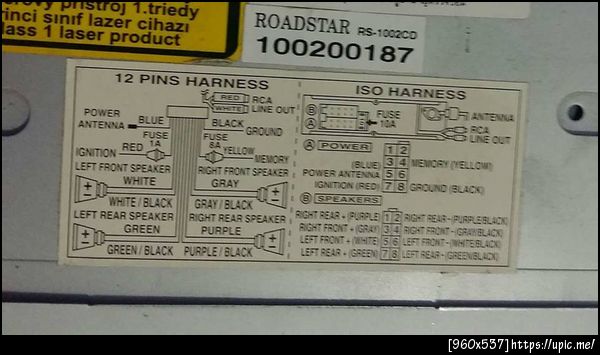 přístroj 1.triedy
rinci sınıf lazer cihazı
lass 1 laser product
ROADSTAR RS-1002CD
100200187
12 PINS HARNESS
RED RCA
WHITE LINE OUT
POWER
ANTENNA BLUE
BLACK
GROUND
FUSE
1A
FUSE
8A
IGNITION RED
YELLOW
MEMORY
LEFT FRONT SPEAKER
RIGHT FRONT SPEAKER
WHITE
GRAY
WHITE / BLACK
GRAY / BLACK
LEFT REAR SPEAKER
RIGHT REAR SPEAKER
GREEN
PURPLE
GREEN / BLACK
PURPLE / BLACK
ISO HARNESS
B
A
FUSE
10A
ANTENNA
RCA
LINE OUT
A POWER
1 2
(BLUE) 3 4 MEMORY (YELLOW)
POWER ANTENNA 5 6
IGNITION (RED) 7 8 GROUND (BLACK)
B SPEAKERS
RIGHT REAR + (PURPLE) 1 2 RIGHT REAR - (PURPLE/BLACK)
RIGHT FRONT + (GRAY) 3 4 RIGHT FRONT - (GRAY/BLACK)
LEFT FRONT + (WHITE) 5 6 LEFT FRONT - (WHITE/BLACK)
LEFT REAR + (GREEN) 7 8 LEFT REAR - (GREEN/BLACK)
[960x537]https://upic.me/